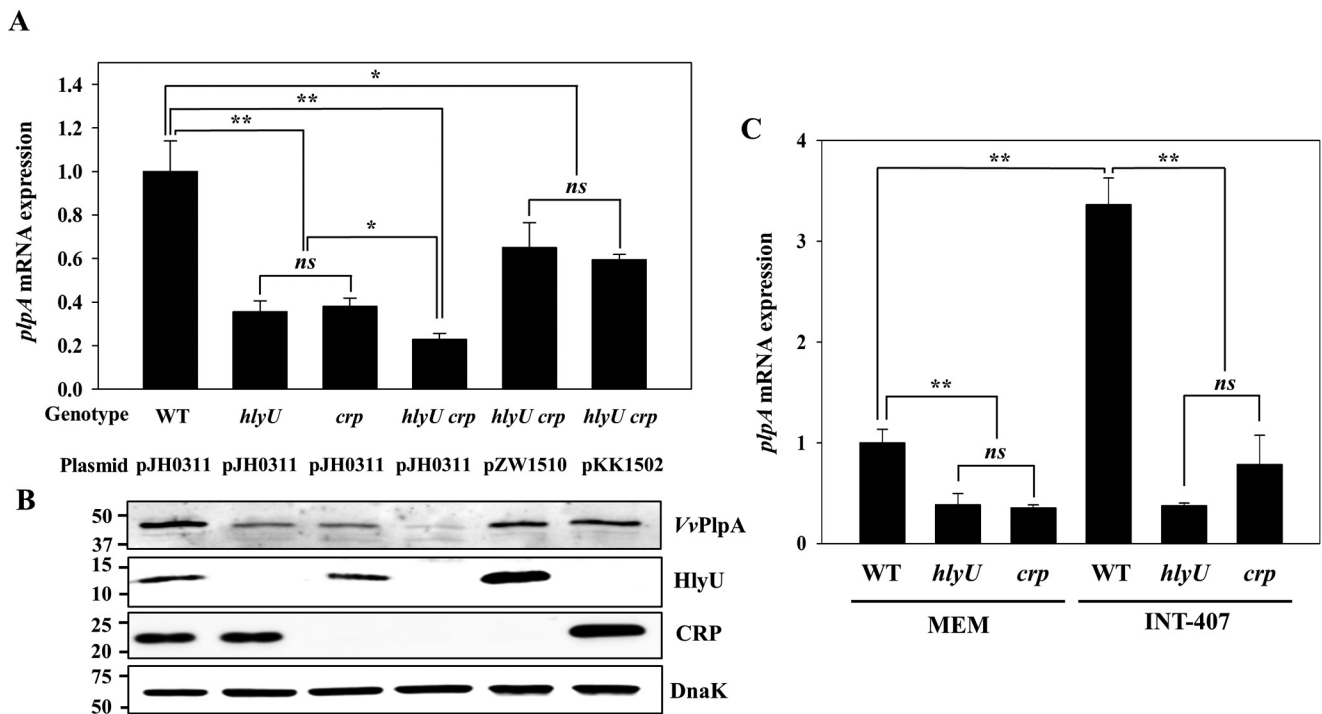 A
plpA mRNA expression
1.4
1.2
1.0
0.8
0.6
0.4
0.2
0.0
*
**
**
*
ns
ns
Genotype WT hlyU crp hlyU crp hlyU crp hlyU crp
Plasmid pJH0311 pJH0311 pJH0311 pJH0311 pZW1510 pKK1502
B
50
37
VvPlpA
15
10
HlyU
25
20
CRP
75
50
DnaK
C
plpA mRNA expression
4
3
2
1
0
**
**
**
ns
ns
WT hlyU crp WT hlyU crp
MEM INT-407